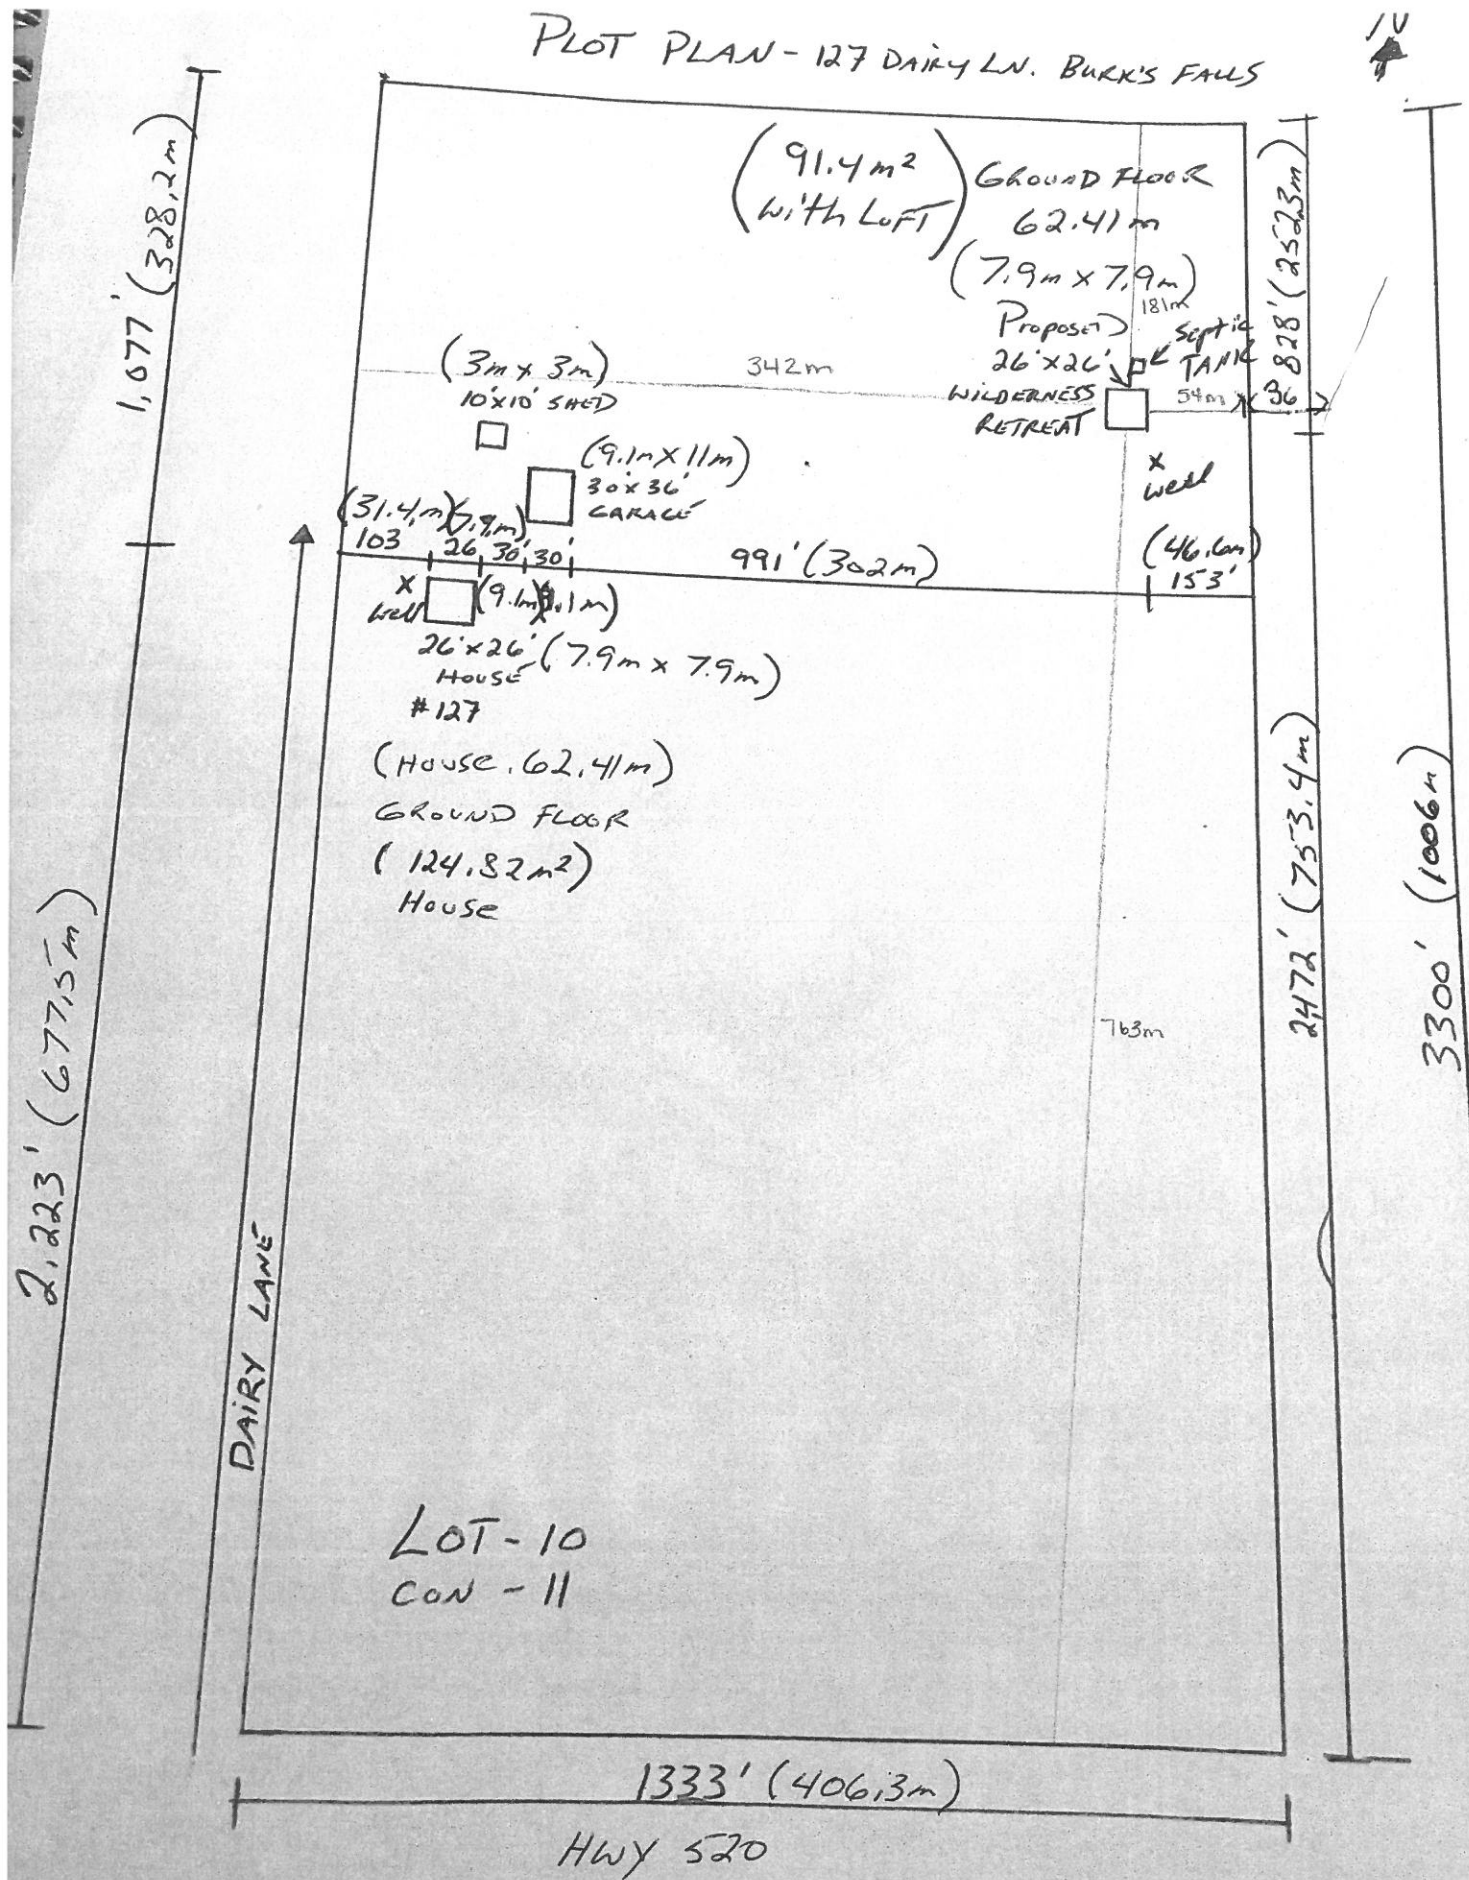 PLOT PLAN - 127 DAIRY LN. BURK'S FALLS
N
1,077' (328.2m)
2,223' (677.5m)
(91.4m²
with LOFT)
GROUND FLOOR
62.41m
(7.9m x 7.9m)
181m
Proposed
26'x26'
WILDERNESS
RETREAT
Septic
TANK
828' (252.3m)
342m
54m
36
(3m x 3m)
10'x10' SHED
(9.1m x 11m)
30'x36'
GARAGE
x
well
(31.4m)
103
(7.9m)
26
30'
30'
991' (302m)
(46.6m)
153'
x
well
(9.1m)
(9.1m)
26'x26' (7.9m x 7.9m)
HOUSE
#127
(House. 62.41m)
GROUND FLOOR
(124.82m²)
House
2472' (753.4m)
3300' (1006m)
763m
DAIRY LANE
LOT - 10
CON - 11
1333' (406.3m)
HWY 520